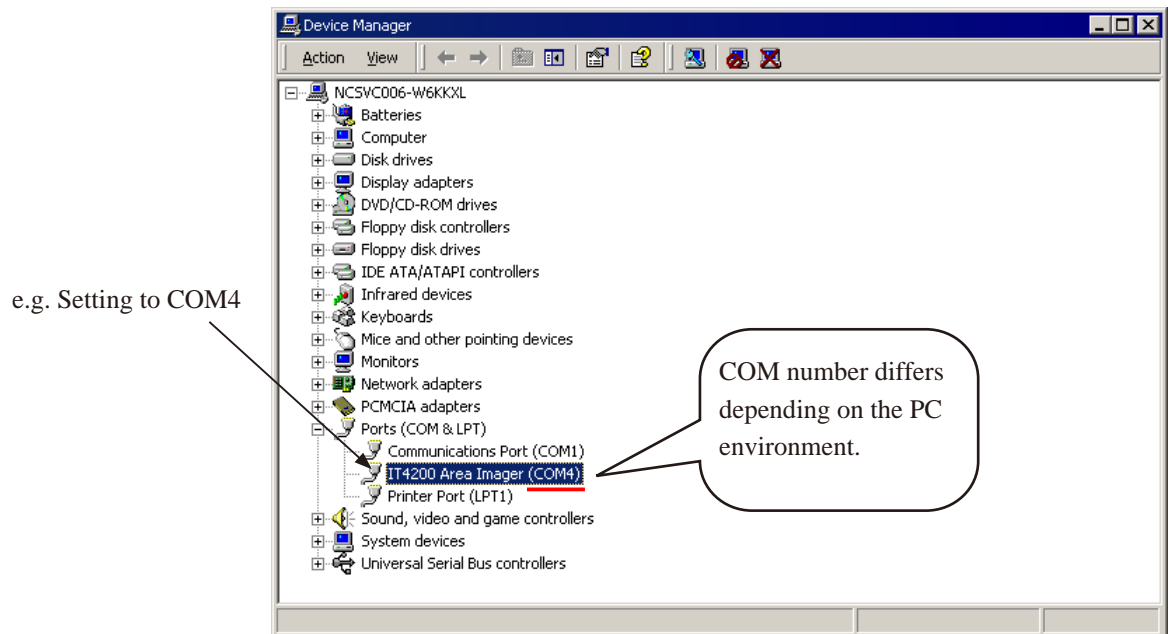 Device Manager
Action View
NCSVC006-W6KKXL
Batteries
Computer
Disk drives
Display adapters
DVD/CD-ROM drives
Floppy disk controllers
Floppy disk drives
IDE ATA/ATAPI controllers
Infrared devices
e.g. Setting to COM4
Keyboards
Mice and other pointing devices
Monitors
Network adapters
PCMCIA adapters
Ports (COM & LPT)
Communications Port (COM1)
IT4200 Area Imager (COM4)
Printer Port (LPT1)
Sound, video and game controllers
System devices
Universal Serial Bus controllers
COM number differs
depending on the PC
environment.